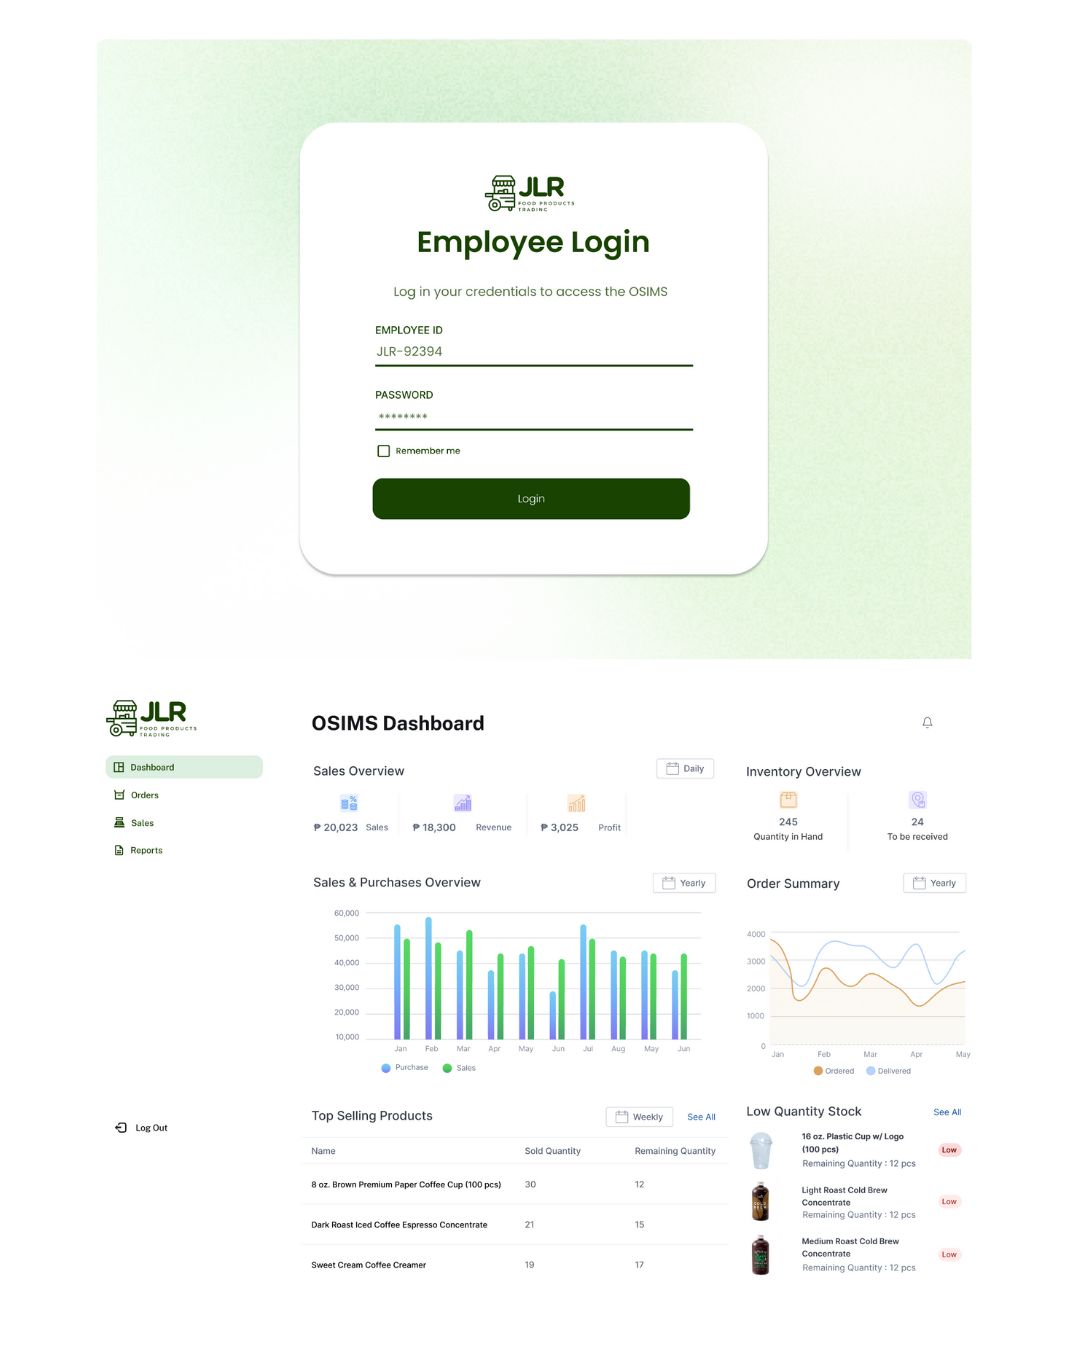 JLR
FOOD PRODUCTS
TRADING
Employee Login
Log in your credentials to access the OSIMS
EMPLOYEE ID
JLR-92394
PASSWORD
********
Remember me
Login
JLR
FOOD PRODUCTS
TRADING
Dashboard
Orders
Sales
Reports
Log Out
OSIMS Dashboard
Sales Overview
Daily
₱ 20,023 Sales
₱ 18,300 Revenue
₱ 3,025 Profit
Inventory Overview
245
Quantity in Hand
24
To be received
Sales & Purchases Overview
Yearly
60,000
50,000
40,000
30,000
20,000
10,000
Jan Feb Mar Apr May Jun Jul Aug May Jun
Purchase Sales
Order Summary
Yearly
4000
3000
2000
1000
0
Jan Feb Mar Apr May
Ordered Delivered
Top Selling Products
Weekly
See All
Name Sold Quantity Remaining Quantity
8 oz. Brown Premium Paper Coffee Cup (100 pcs) 30 12
Dark Roast Iced Coffee Espresso Concentrate 21 15
Sweet Cream Coffee Creamer 19 17
Low Quantity Stock
See All
16 oz. Plastic Cup w/ Logo
(100 pcs)
Remaining Quantity : 12 pcs
Low
Light Roast Cold Brew
Concentrate
Remaining Quantity : 12 pcs
Low
Medium Roast Cold Brew
Concentrate
Remaining Quantity : 12 pcs
Low